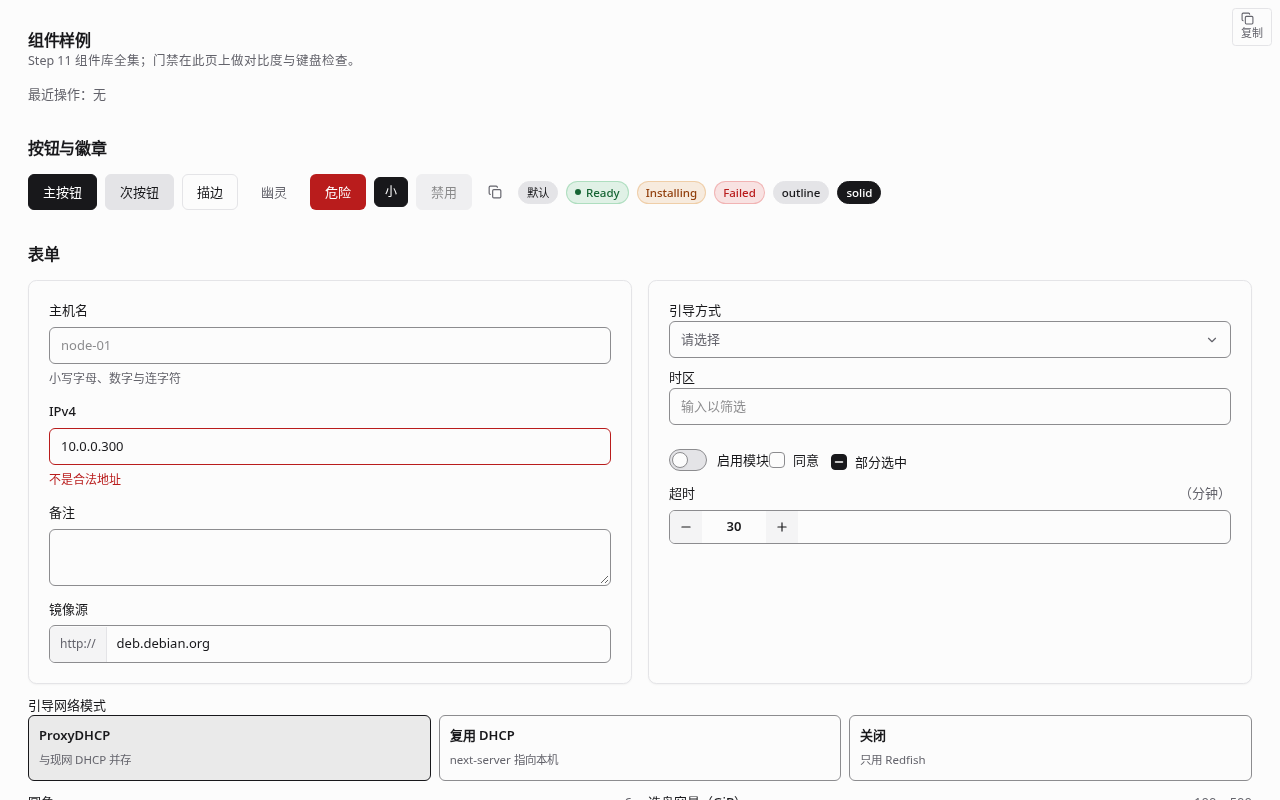 复制
组件样例
Step 11 组件库全集；门禁在此页上做对比度与键盘检查。
最近操作：无
按钮与徽章
主按钮 次按钮 描边 幽灵 危险 小 禁用 默认 Ready Installing Failed outline solid
表单
主机名
node-01
小写字母、数字与连字符
IPv4
10.0.0.300
不是合法地址
备注
镜像源
http:// deb.debian.org
引导方式
请选择
时区
输入以筛选
启用模块 同意 部分选中
超时 （分钟）
30
引导网络模式
ProxyDHCP
与现网 DHCP 并存
复用 DHCP
next-server 指向本机
关闭
只用 Redfish